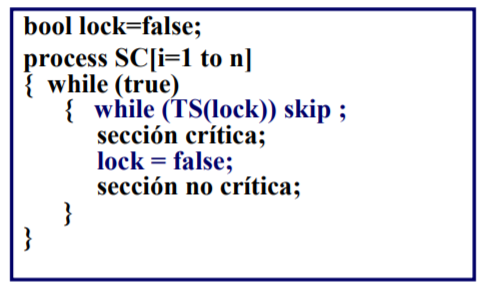 bool lock=false;
process SC[i=1 to n]
{ while (true)
{ while (TS(lock)) skip ;
sección crítica;
lock = false;
sección no crítica;
}
}